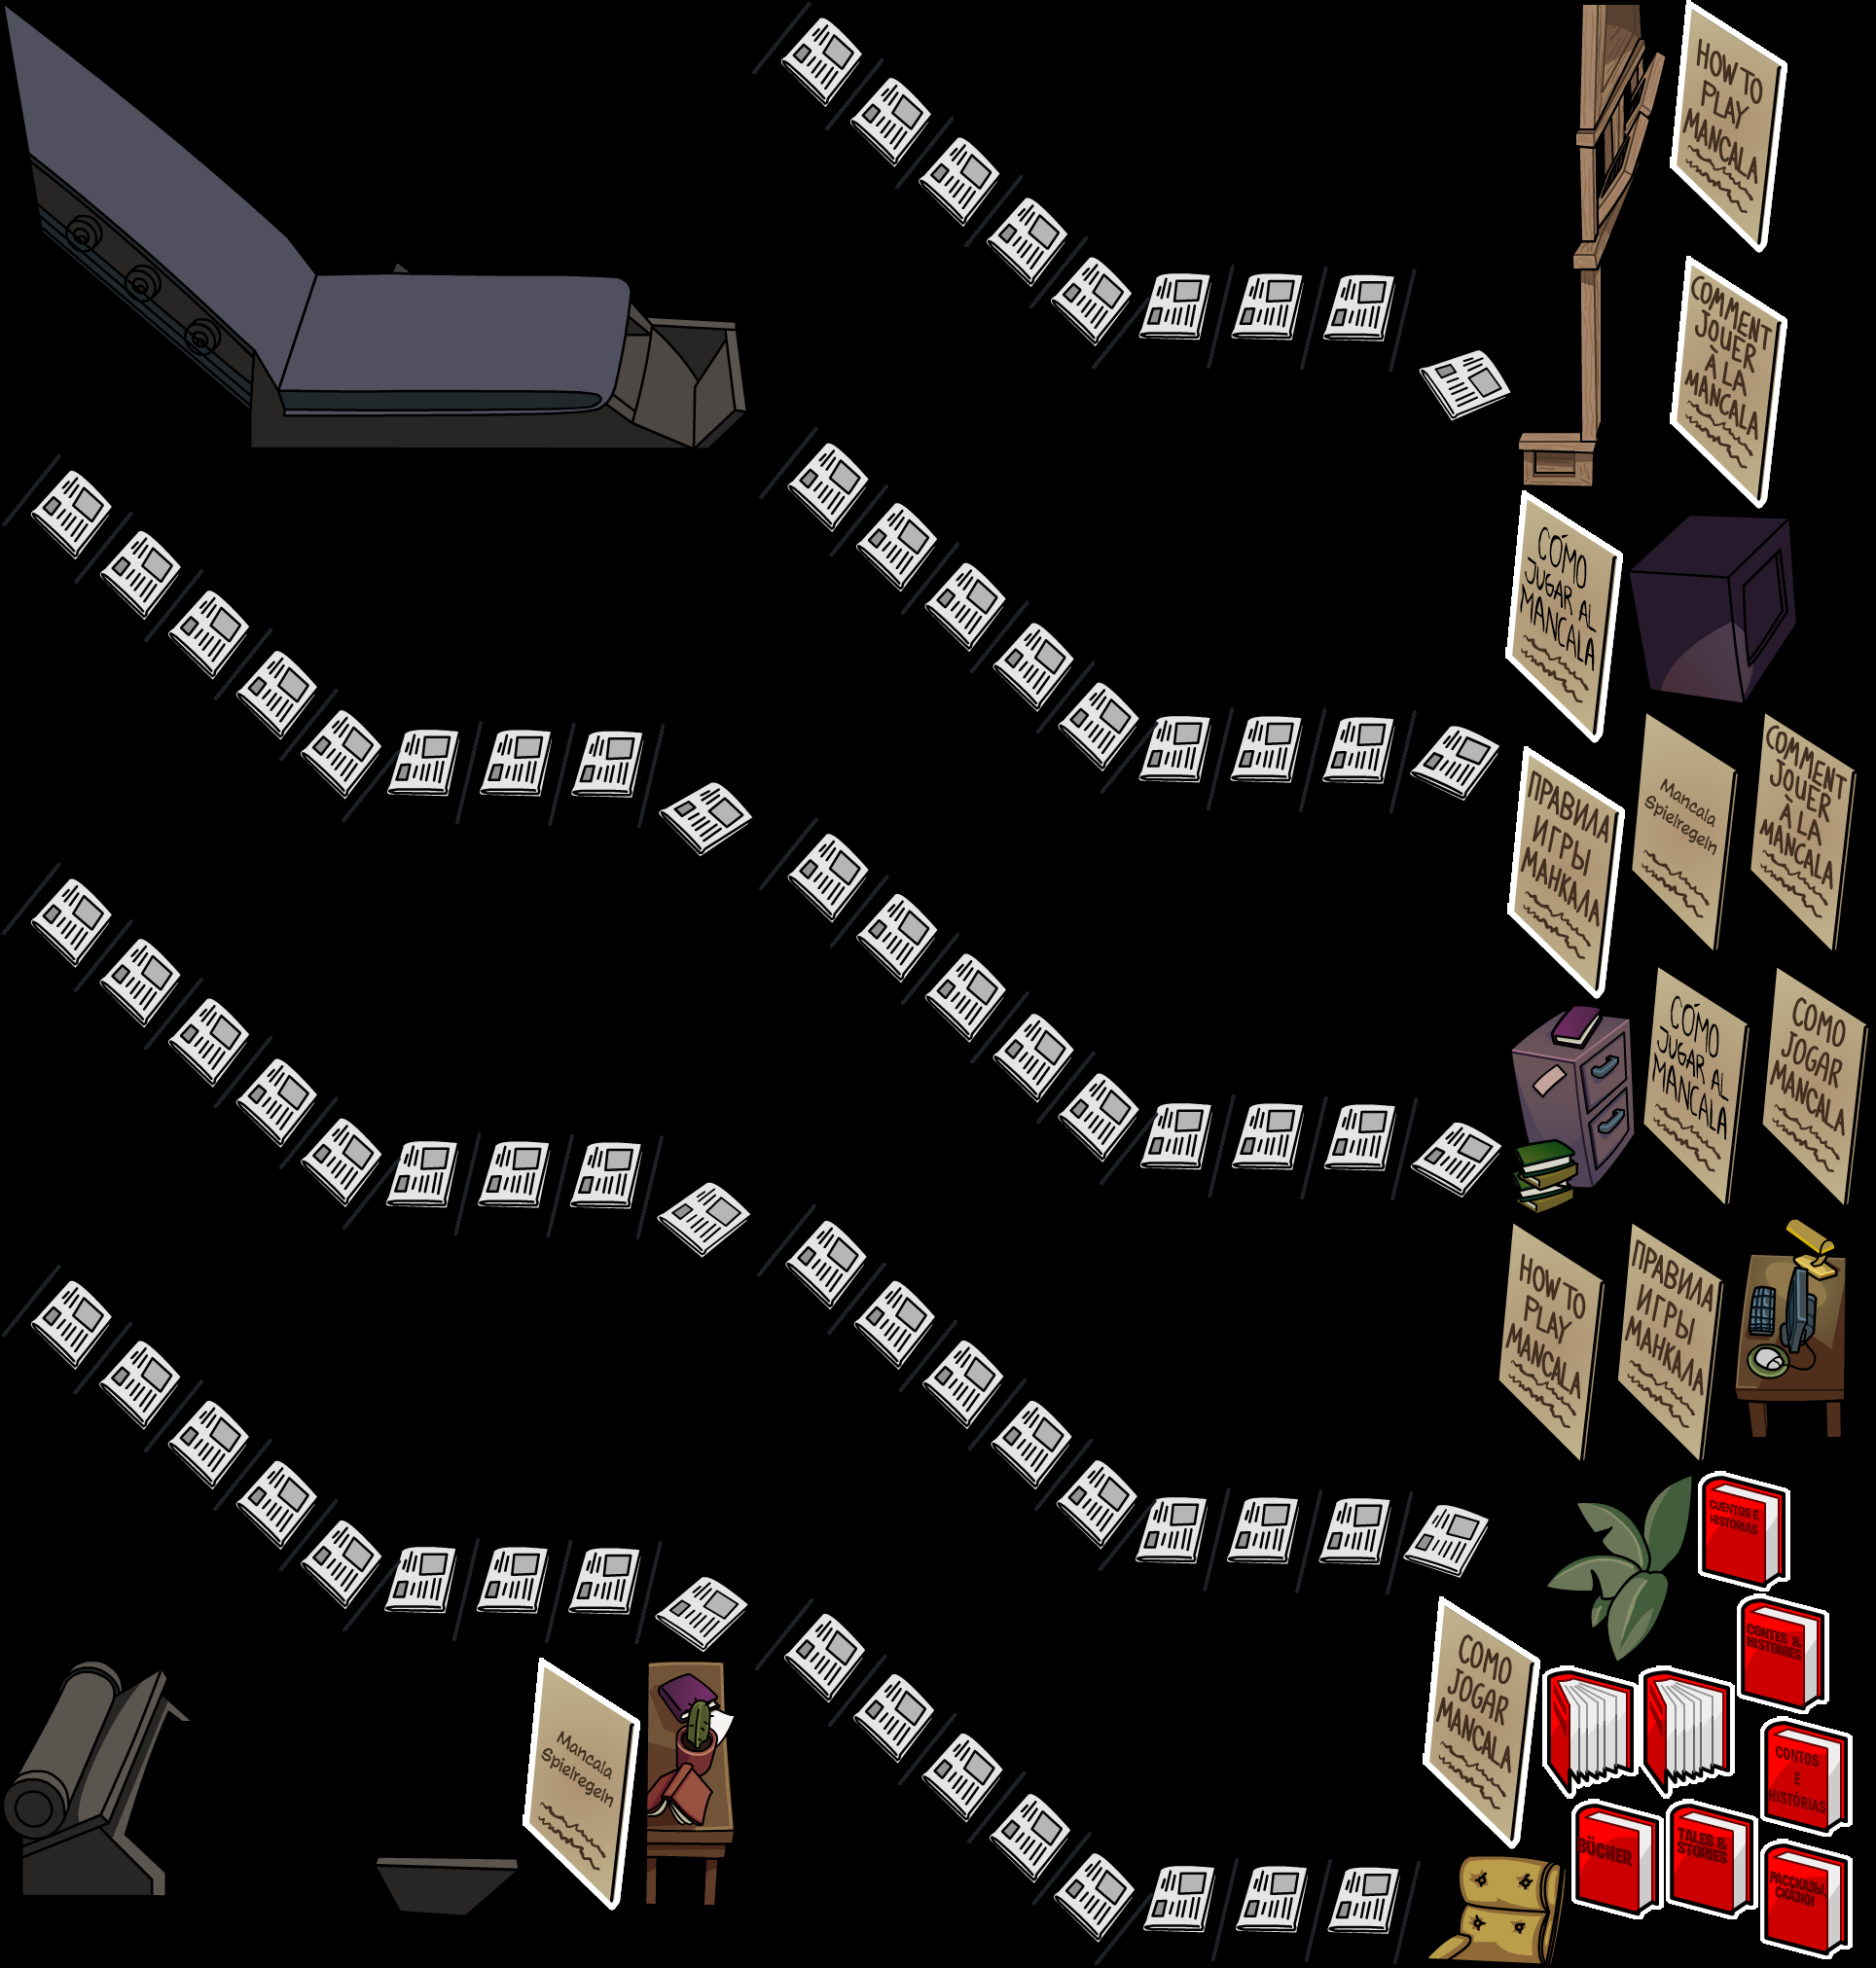 HOW TO
PLAY
MANCALA
COMMENT
JOUER
À LA
MANCALA
CÓMO
JUGAR AL
MANCALA
ПРАВИЛА
ИГРЫ
МАНКАЛА
Mancala
Spielregeln
COMMENT
JOUER
À LA
MANCALA
CÓMO
JUGAR AL
MANCALA
COMO
JOGAR
MANCALA
HOW TO
PLAY
MANCALA
ПРАВИЛА
ИГРЫ
МАНКАЛА
CUENTOS E
HISTORIAS
CONTES &
HISTOIRES
COMO
JOGAR
MANCALA
Mancala
Spielregeln
CONTOS
E
HISTÓRIAS
BÜCHER
TALES &
STORIES
РАССКАЗЫ,
СКАЗКИ